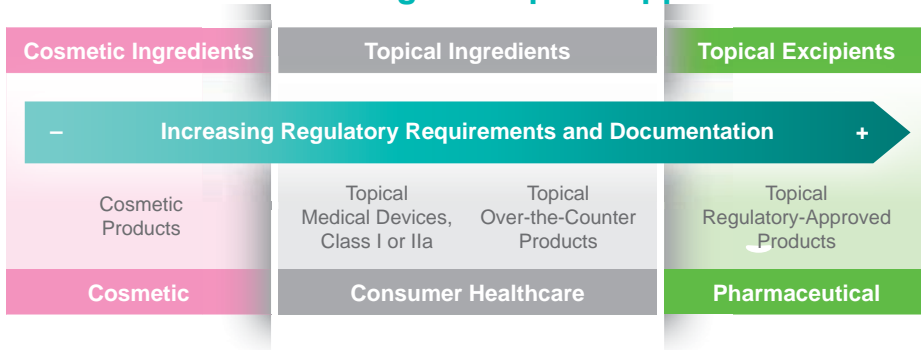 Cosmetic Ingredients
Topical Ingredients
Topical Excipients
– Increasing Regulatory Requirements and Documentation +
Cosmetic
Products
Topical
Medical Devices,
Class I or IIa
Topical
Over-the-Counter
Products
Topical
Regulatory-Approved
Products
Cosmetic
Consumer Healthcare
Pharmaceutical